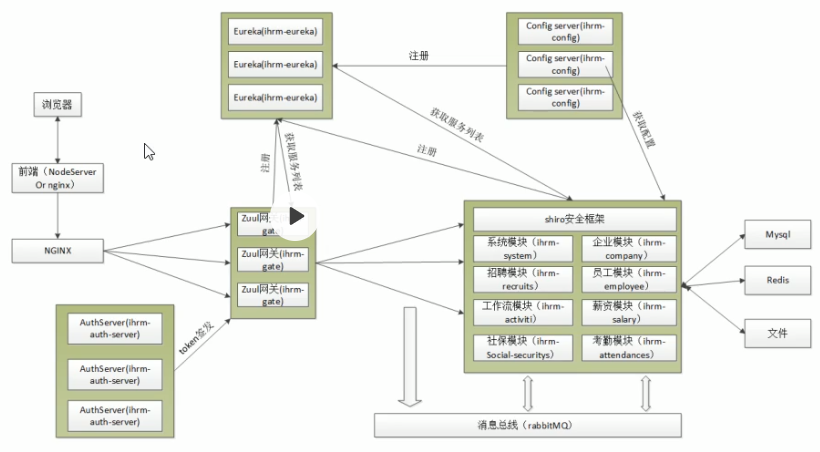 Eureka(ihrm-eureka)
Eureka(ihrm-eureka)
Eureka(ihrm-eureka)
Config server(ihrm-
config)
Config server(ihrm-
config)
Config server(ihrm-
config)
注册
获取服务列表
注册
获取配置
浏览器
前端（NodeServer
Or nginx）
NGINX
注册
获取服务列表
Zuul网关
gate)
Zuul网关(ihrm-
gate)
Zuul网关(ihrm-
gate)
AuthServer(ihrm-
auth-server)
AuthServer(ihrm-
auth-server)
AuthServer(ihrm-
auth-server)
token签发
shiro安全框架
系统模块（ihrm-
system）
企业模块（ihrm-
company）
招聘模块（ihrm-
recruits）
员工模块（ihrm-
employee）
工作流模块（ihrm-
activiti）
薪资模块（ihrm-
salary）
社保模块（ihrm-
Social-securitys）
考勤模块（ihrm-
attendances）
Mysql
Redis
文件
消息总线（rabbitMQ）